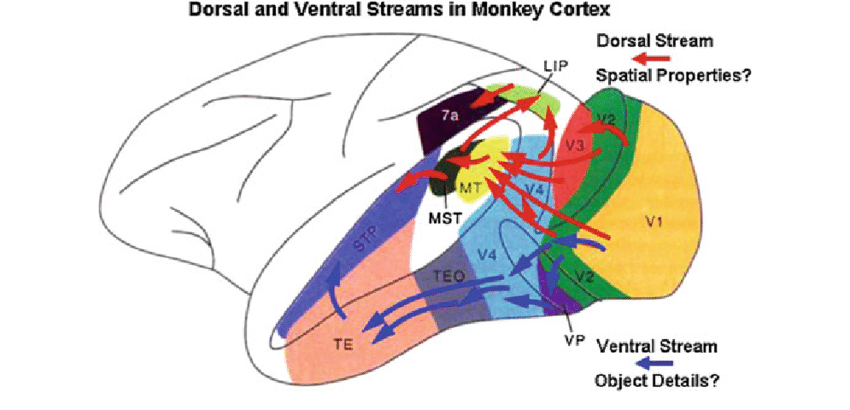 Dorsal and Ventral Streams in Monkey Cortex
Dorsal Stream
Spatial Properties?
LIP
7a
V2
V3
MT
V4
MST
V1
STP
V4
TEO
V2
TE
VP
Ventral Stream
Object Details?